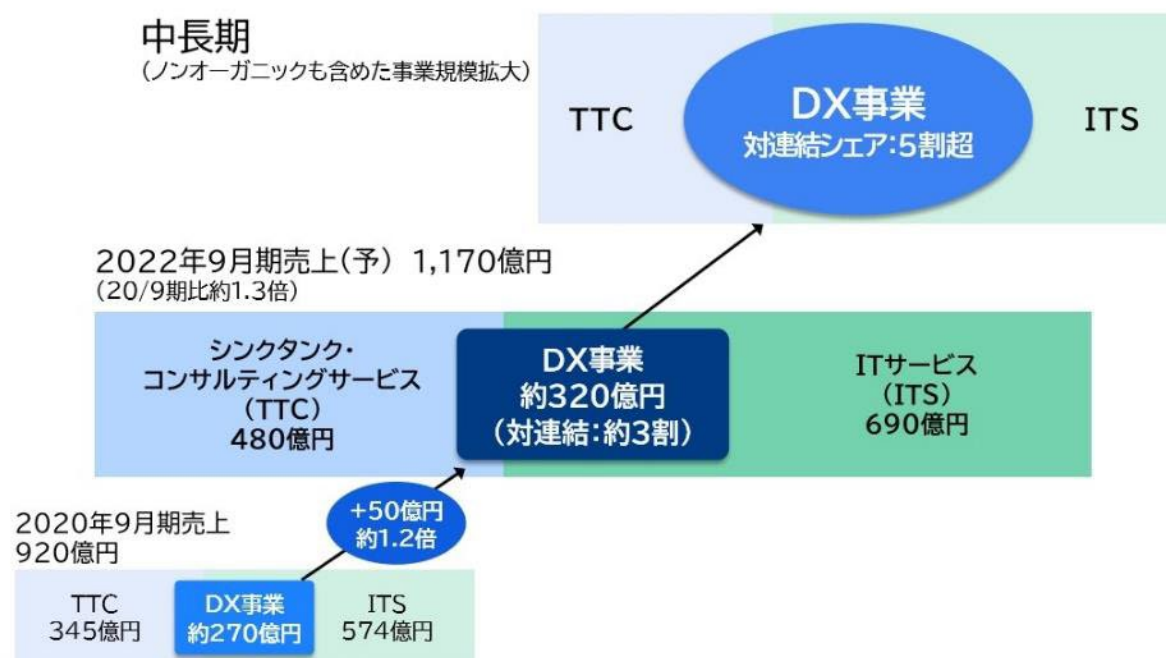 中長期
(ノンオーガニックも含めた事業規模拡大)
TTC
DX事業
対連結シェア:5割超
ITS
2022年9月期売上(予) 1,170億円
(20/9期比約1.3倍)
シンクタンク・
コンサルティングサービス
(TTC)
480億円
DX事業
約320億円
(対連結:約3割)
ITサービス
(ITS)
690億円
+50億円
約1.2倍
2020年9月期売上
920億円
TTC
345億円
DX事業
約270億円
ITS
574億円